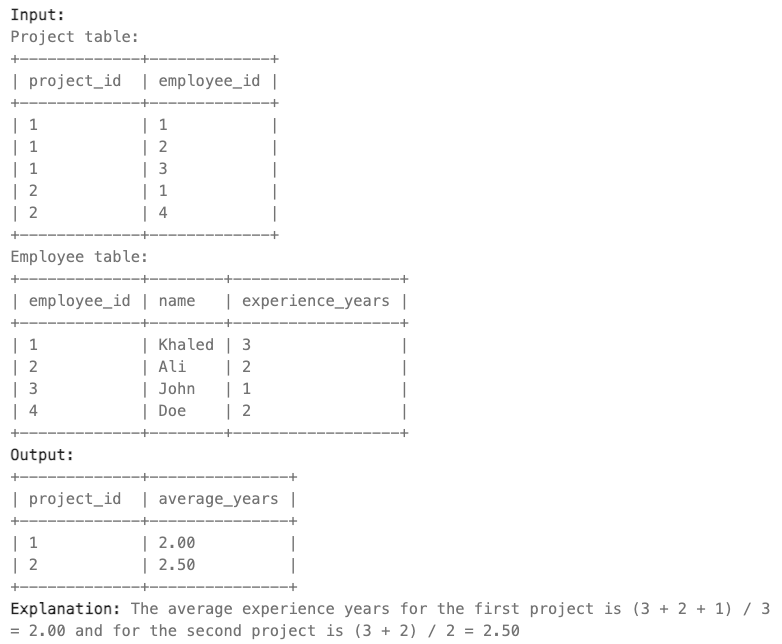 Input:
Project table:
+-------------+-------------+
| project_id  | employee_id |
+-------------+-------------+
| 1           | 1           |
| 1           | 2           |
| 1           | 3           |
| 2           | 1           |
| 2           | 4           |
+-------------+-------------+
Employee table:
+-------------+--------+------------------+
| employee_id | name   | experience_years |
+-------------+--------+------------------+
| 1           | Khaled | 3                |
| 2           | Ali    | 2                |
| 3           | John   | 1                |
| 4           | Doe    | 2                |
+-------------+--------+------------------+
Output:
+-------------+---------------+
| project_id  | average_years |
+-------------+---------------+
| 1           | 2.00          |
| 2           | 2.50          |
+-------------+---------------+
Explanation: The average experience years for the first project is (3 + 2 + 1) / 3
= 2.00 and for the second project is (3 + 2) / 2 = 2.50